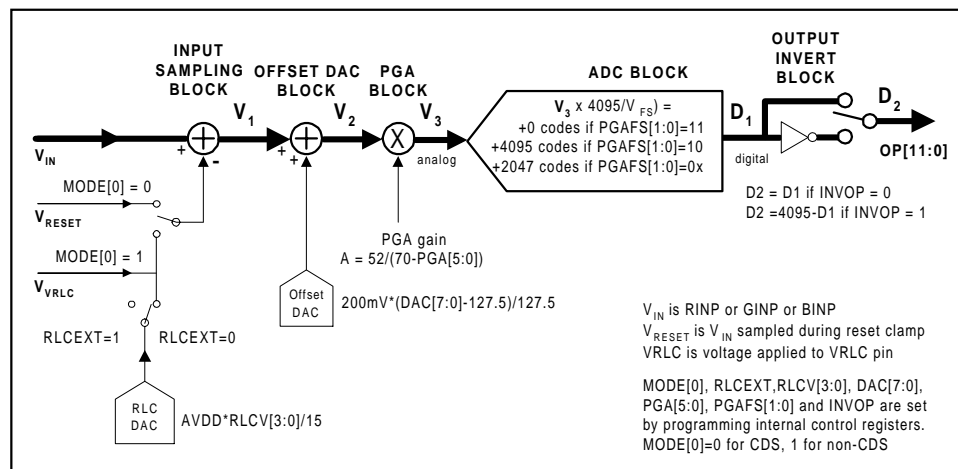 INPUT
SAMPLING
BLOCK
OFFSET DAC
BLOCK
PGA
BLOCK
ADC BLOCK
OUTPUT
INVERT
BLOCK
V1
V2
V3
D1
D2
VIN
+
-
+
+
+
X
analog
V3 x 4095/VFS) =
+0 codes if PGAFS[1:0]=11
+4095 codes if PGAFS[1:0]=10
+2047 codes if PGAFS[1:0]=0x
digital
OP[11:0]
D2 = D1 if INVOP = 0
D2 =4095-D1 if INVOP = 1
MODE[0] = 0
VRESET
MODE[0] = 1
VVRLC
PGA gain
A = 52/(70-PGA[5:0])
Offset
DAC
200mV*(DAC[7:0]-127.5)/127.5
RLCEXT=1
RLCEXT=0
RLC
DAC
AVDD*RLCV[3:0]/15
VIN is RINP or GINP or BINP
VRESET is VIN sampled during reset clamp
VRLC is voltage applied to VRLC pin
MODE[0], RLCEXT,RLCV[3:0], DAC[7:0],
PGA[5:0], PGAFS[1:0] and INVOP are set
by programming internal control registers.
MODE[0]=0 for CDS, 1 for non-CDS